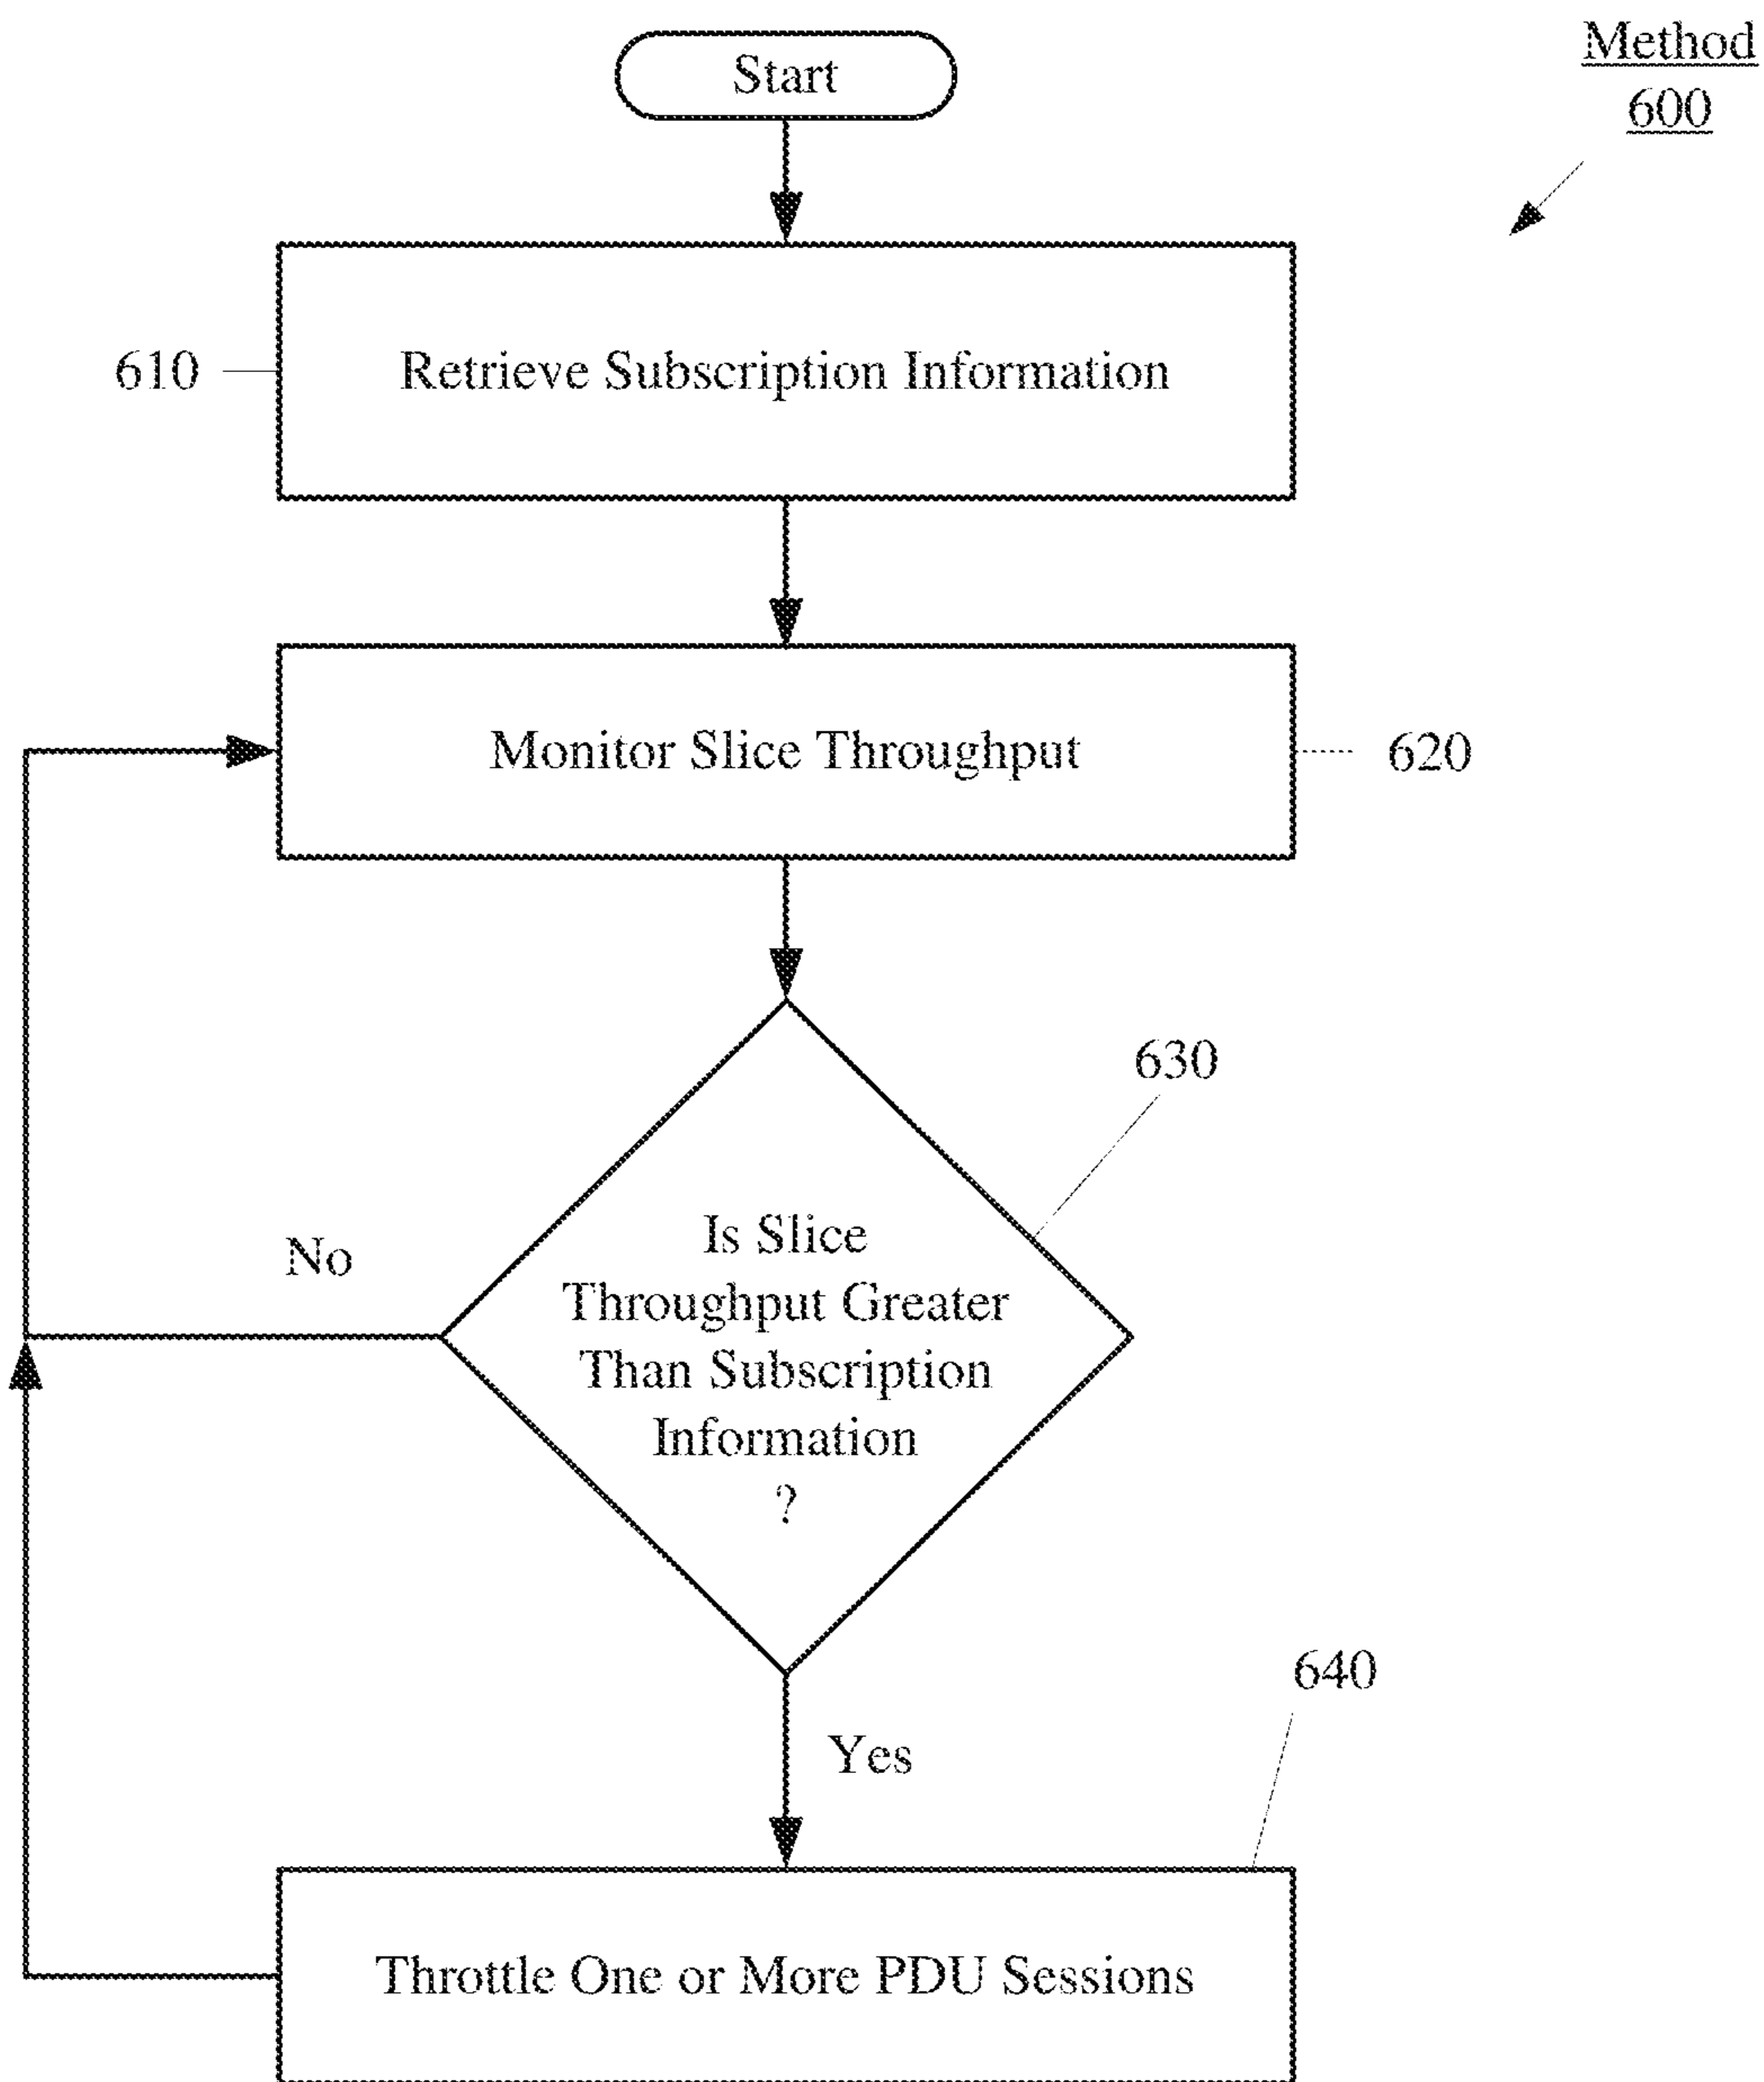 Method
600
Start
610
Retrieve Subscription Information
Monitor Slice Throughput
620
630
Is Slice
Throughput Greater
Than Subscription
Information
?
No
Yes
640
Throttle One or More PDU Sessions